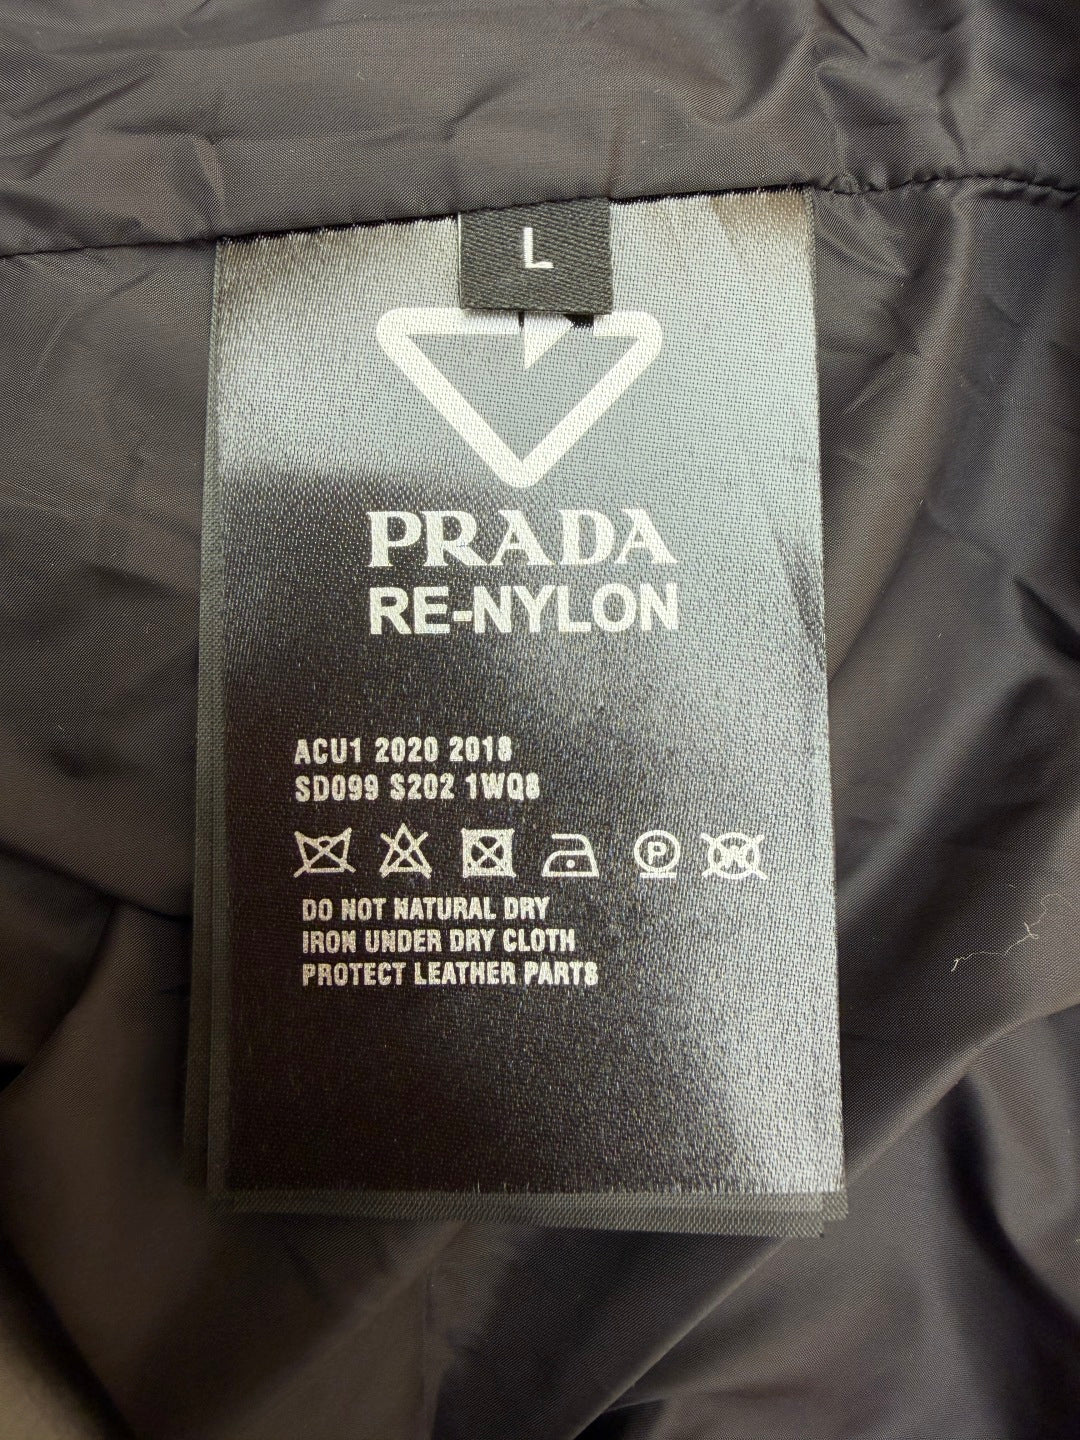 L
PRADA
RE-NYLON
ACU1 2020 2018
SD099 S202 1WQ8
P W
DO NOT NATURAL DRY
IRON UNDER DRY CLOTH
PROTECT LEATHER PARTS